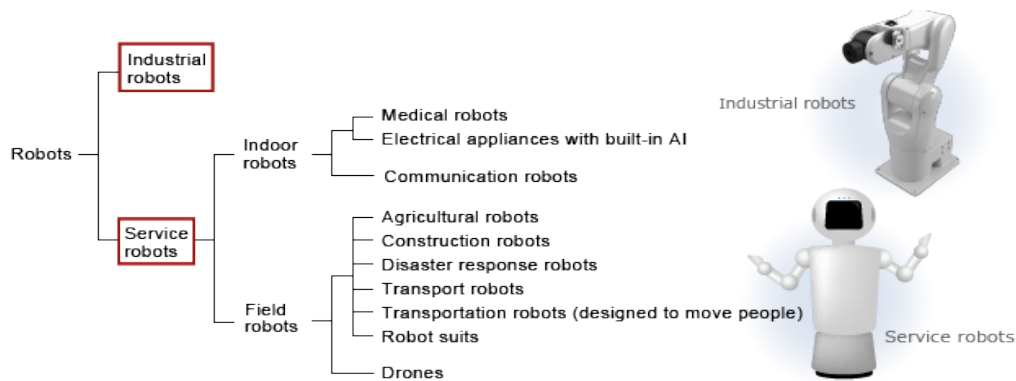 Robots
Industrial
robots
Service
robots
Indoor
robots
Medical robots
Electrical appliances with built-in AI
Communication robots
Field
robots
Agricultural robots
Construction robots
Disaster response robots
Transport robots
Transportation robots (designed to move people)
Robot suits
Drones
Industrial robots
Service robots